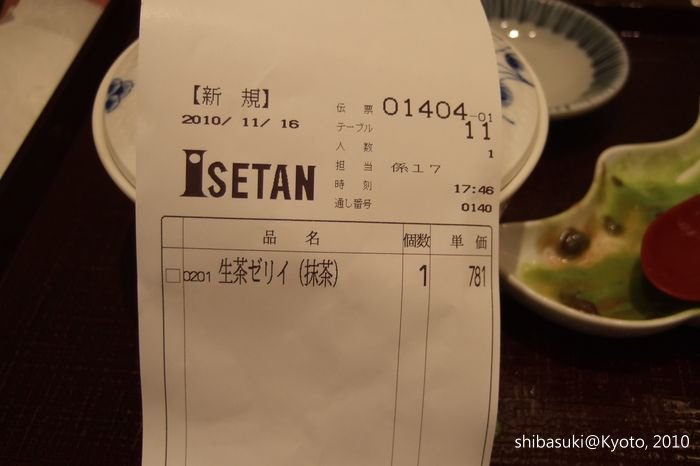 【新 規】
伝 票 01404-01
2010/11/16
テーブル 11
人 数 1
担 当 係17
ISETAN
時 刻 17:46
通し番号 0140
品 名 個数 単 価
□0201 生茶ゼリイ(抹茶) 1 781
shibasuki@Kyoto, 2010